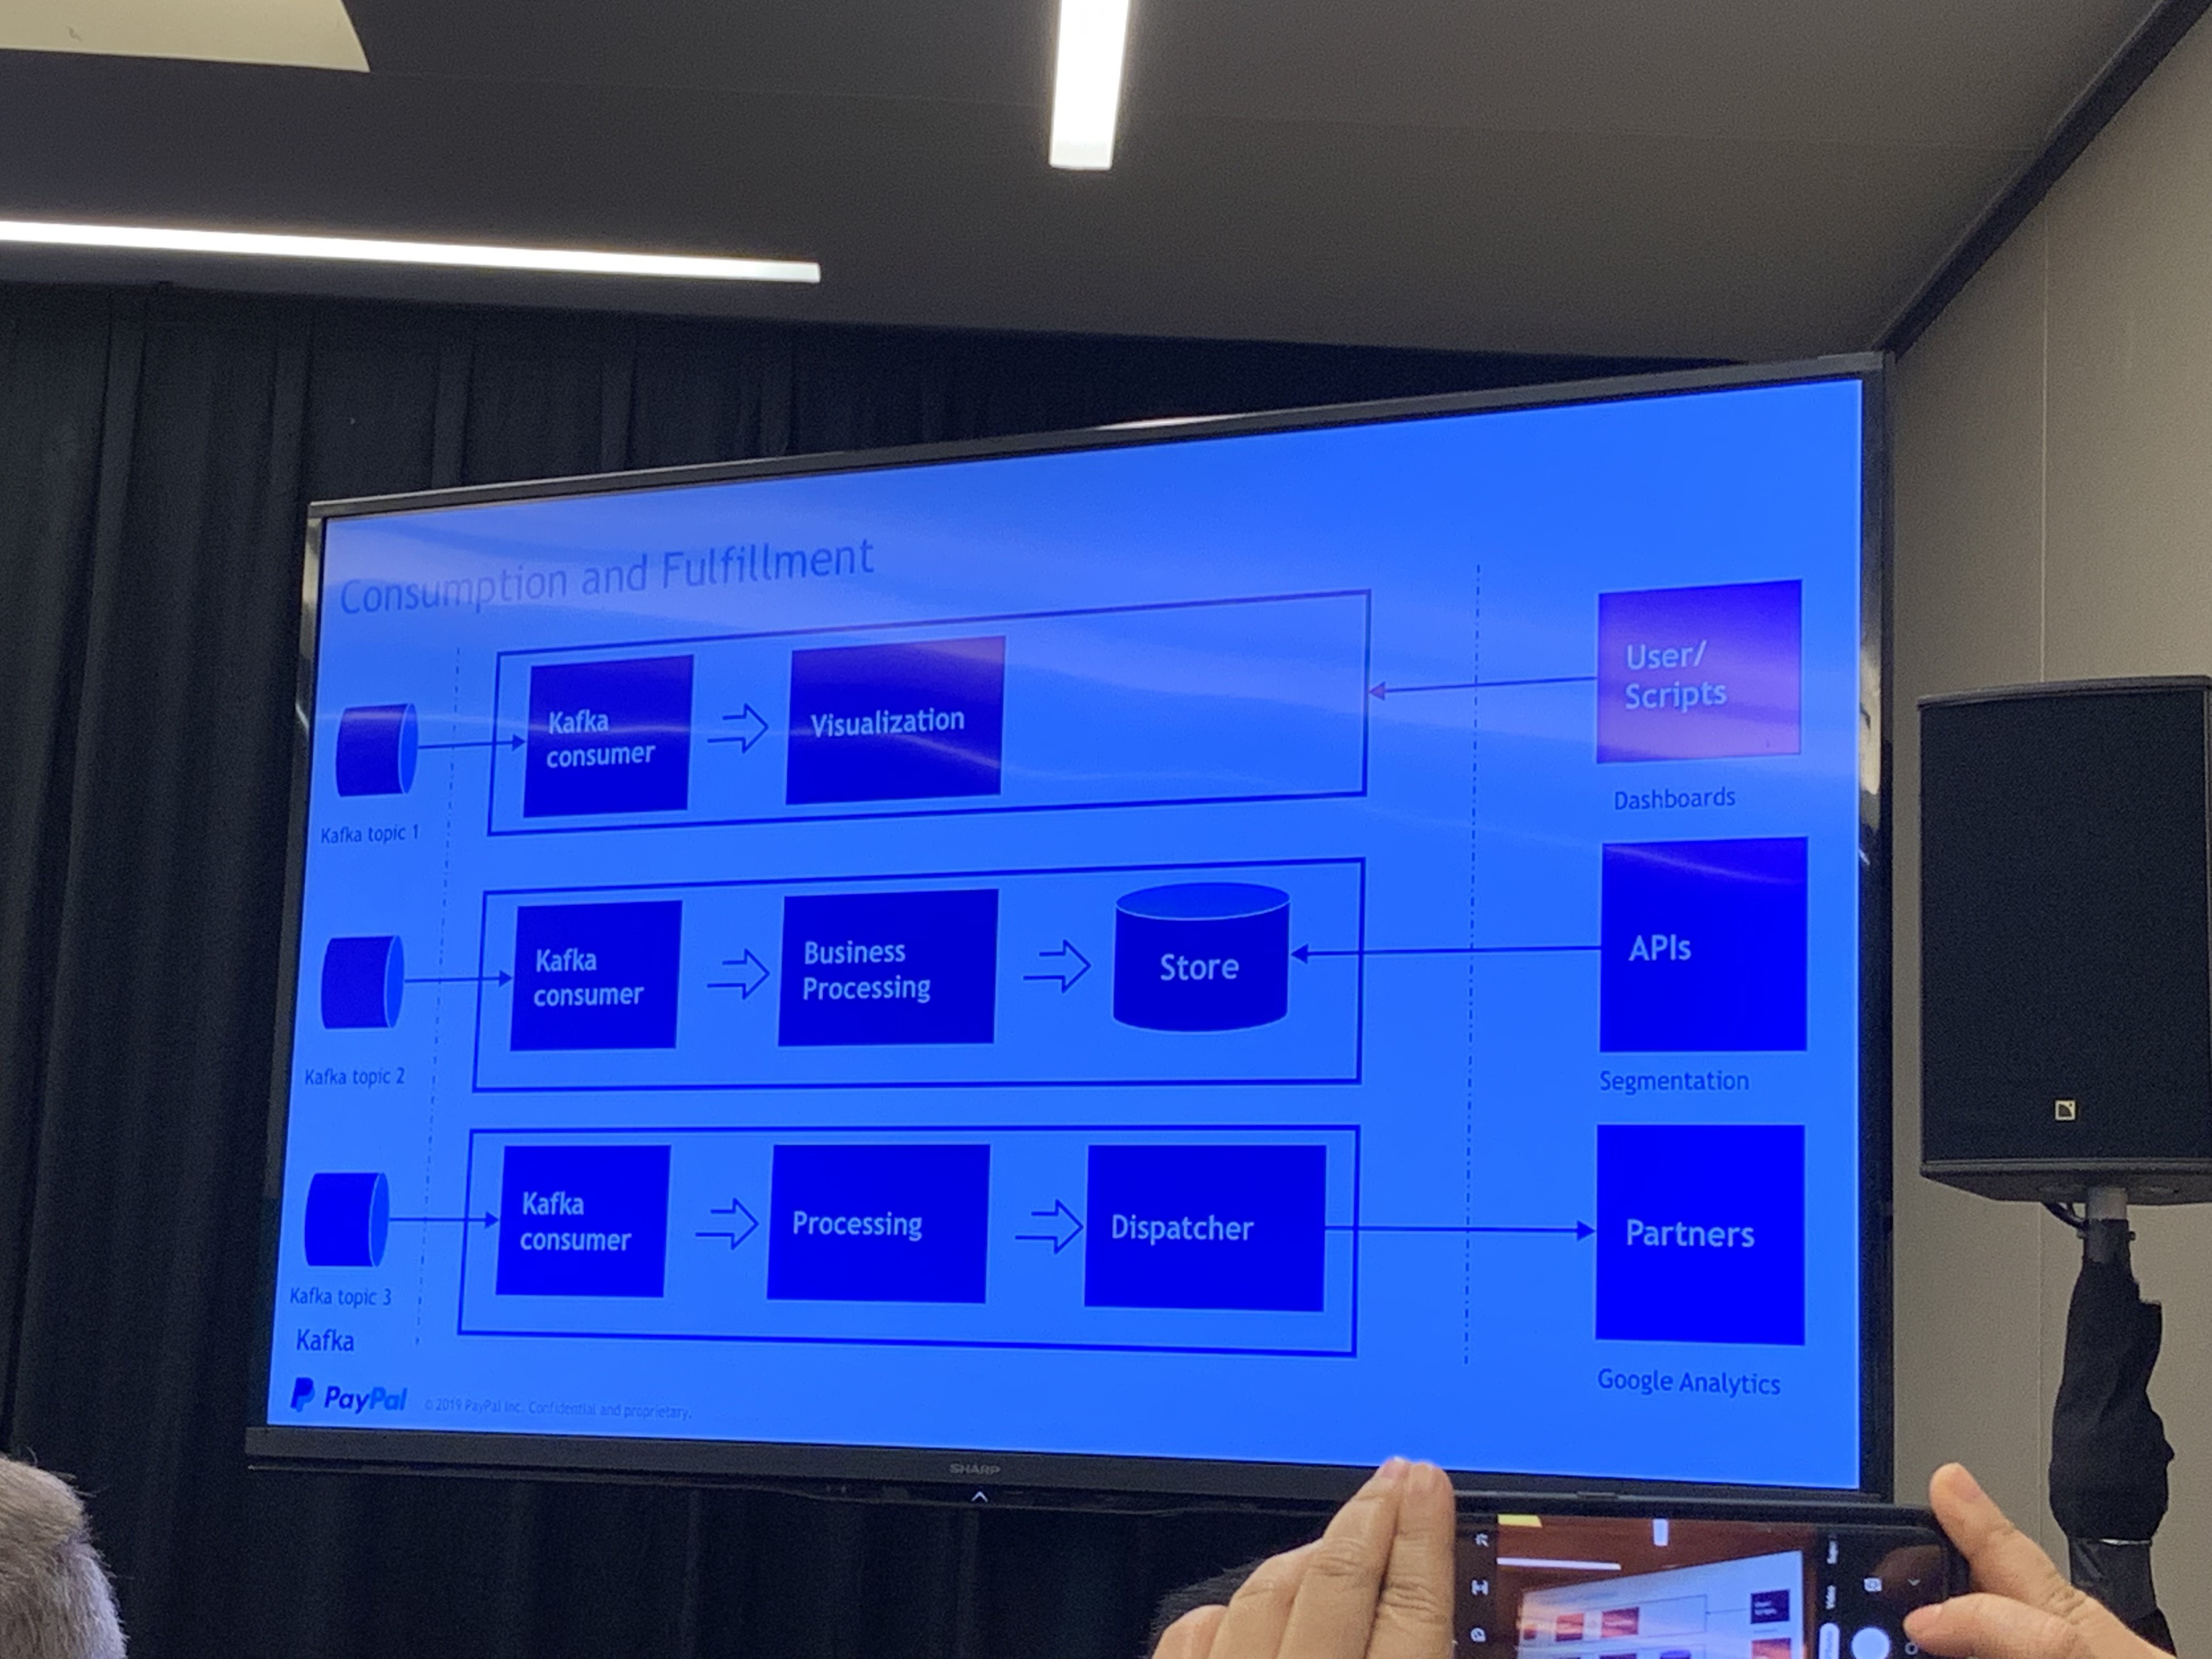 Consumption and Fulfillment
Kafka
consumer
Visualization
User/
Scripts
Kafka topic 1
Dashboards
Kafka
consumer
Business
Processing
Store
APIs
Kafka topic 2
Segmentation
Kafka
consumer
Processing
Dispatcher
Partners
Kafka topic 3
Kafka
Google Analytics
PayPal
© 2019 PayPal Inc. Confidential and proprietary.
SHARP